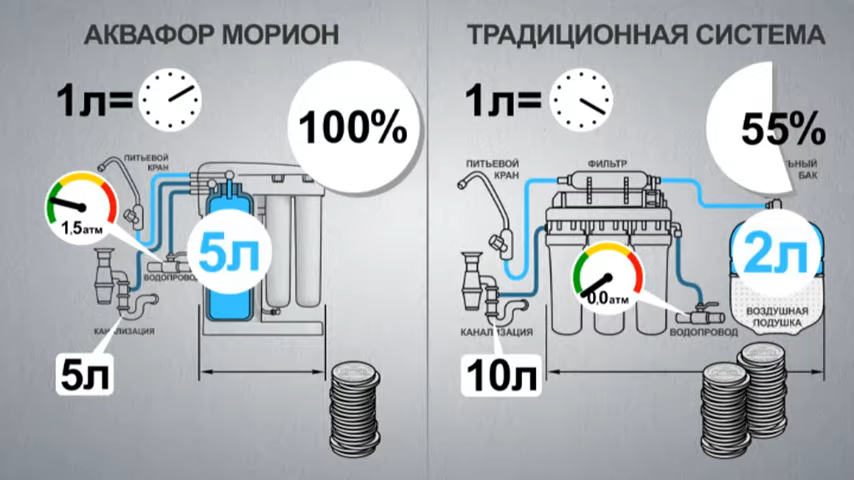 АКВАФОР МОРИОН
1л=
100%
ПИТЬЕВОЙ
КРАН
1,5атм
5л
ВОДОПРОВОД
КАНАЛИЗАЦИЯ
5л
ТРАДИЦИОННАЯ СИСТЕМА
1л=
55%
ПИТЬЕВОЙ
КРАН
ФИЛЬТР
БАК
2л
0,0атм
ВОЗДУШНАЯ
ПОДУШКА
ВОДОПРОВОД
КАНАЛИЗАЦИЯ
10л